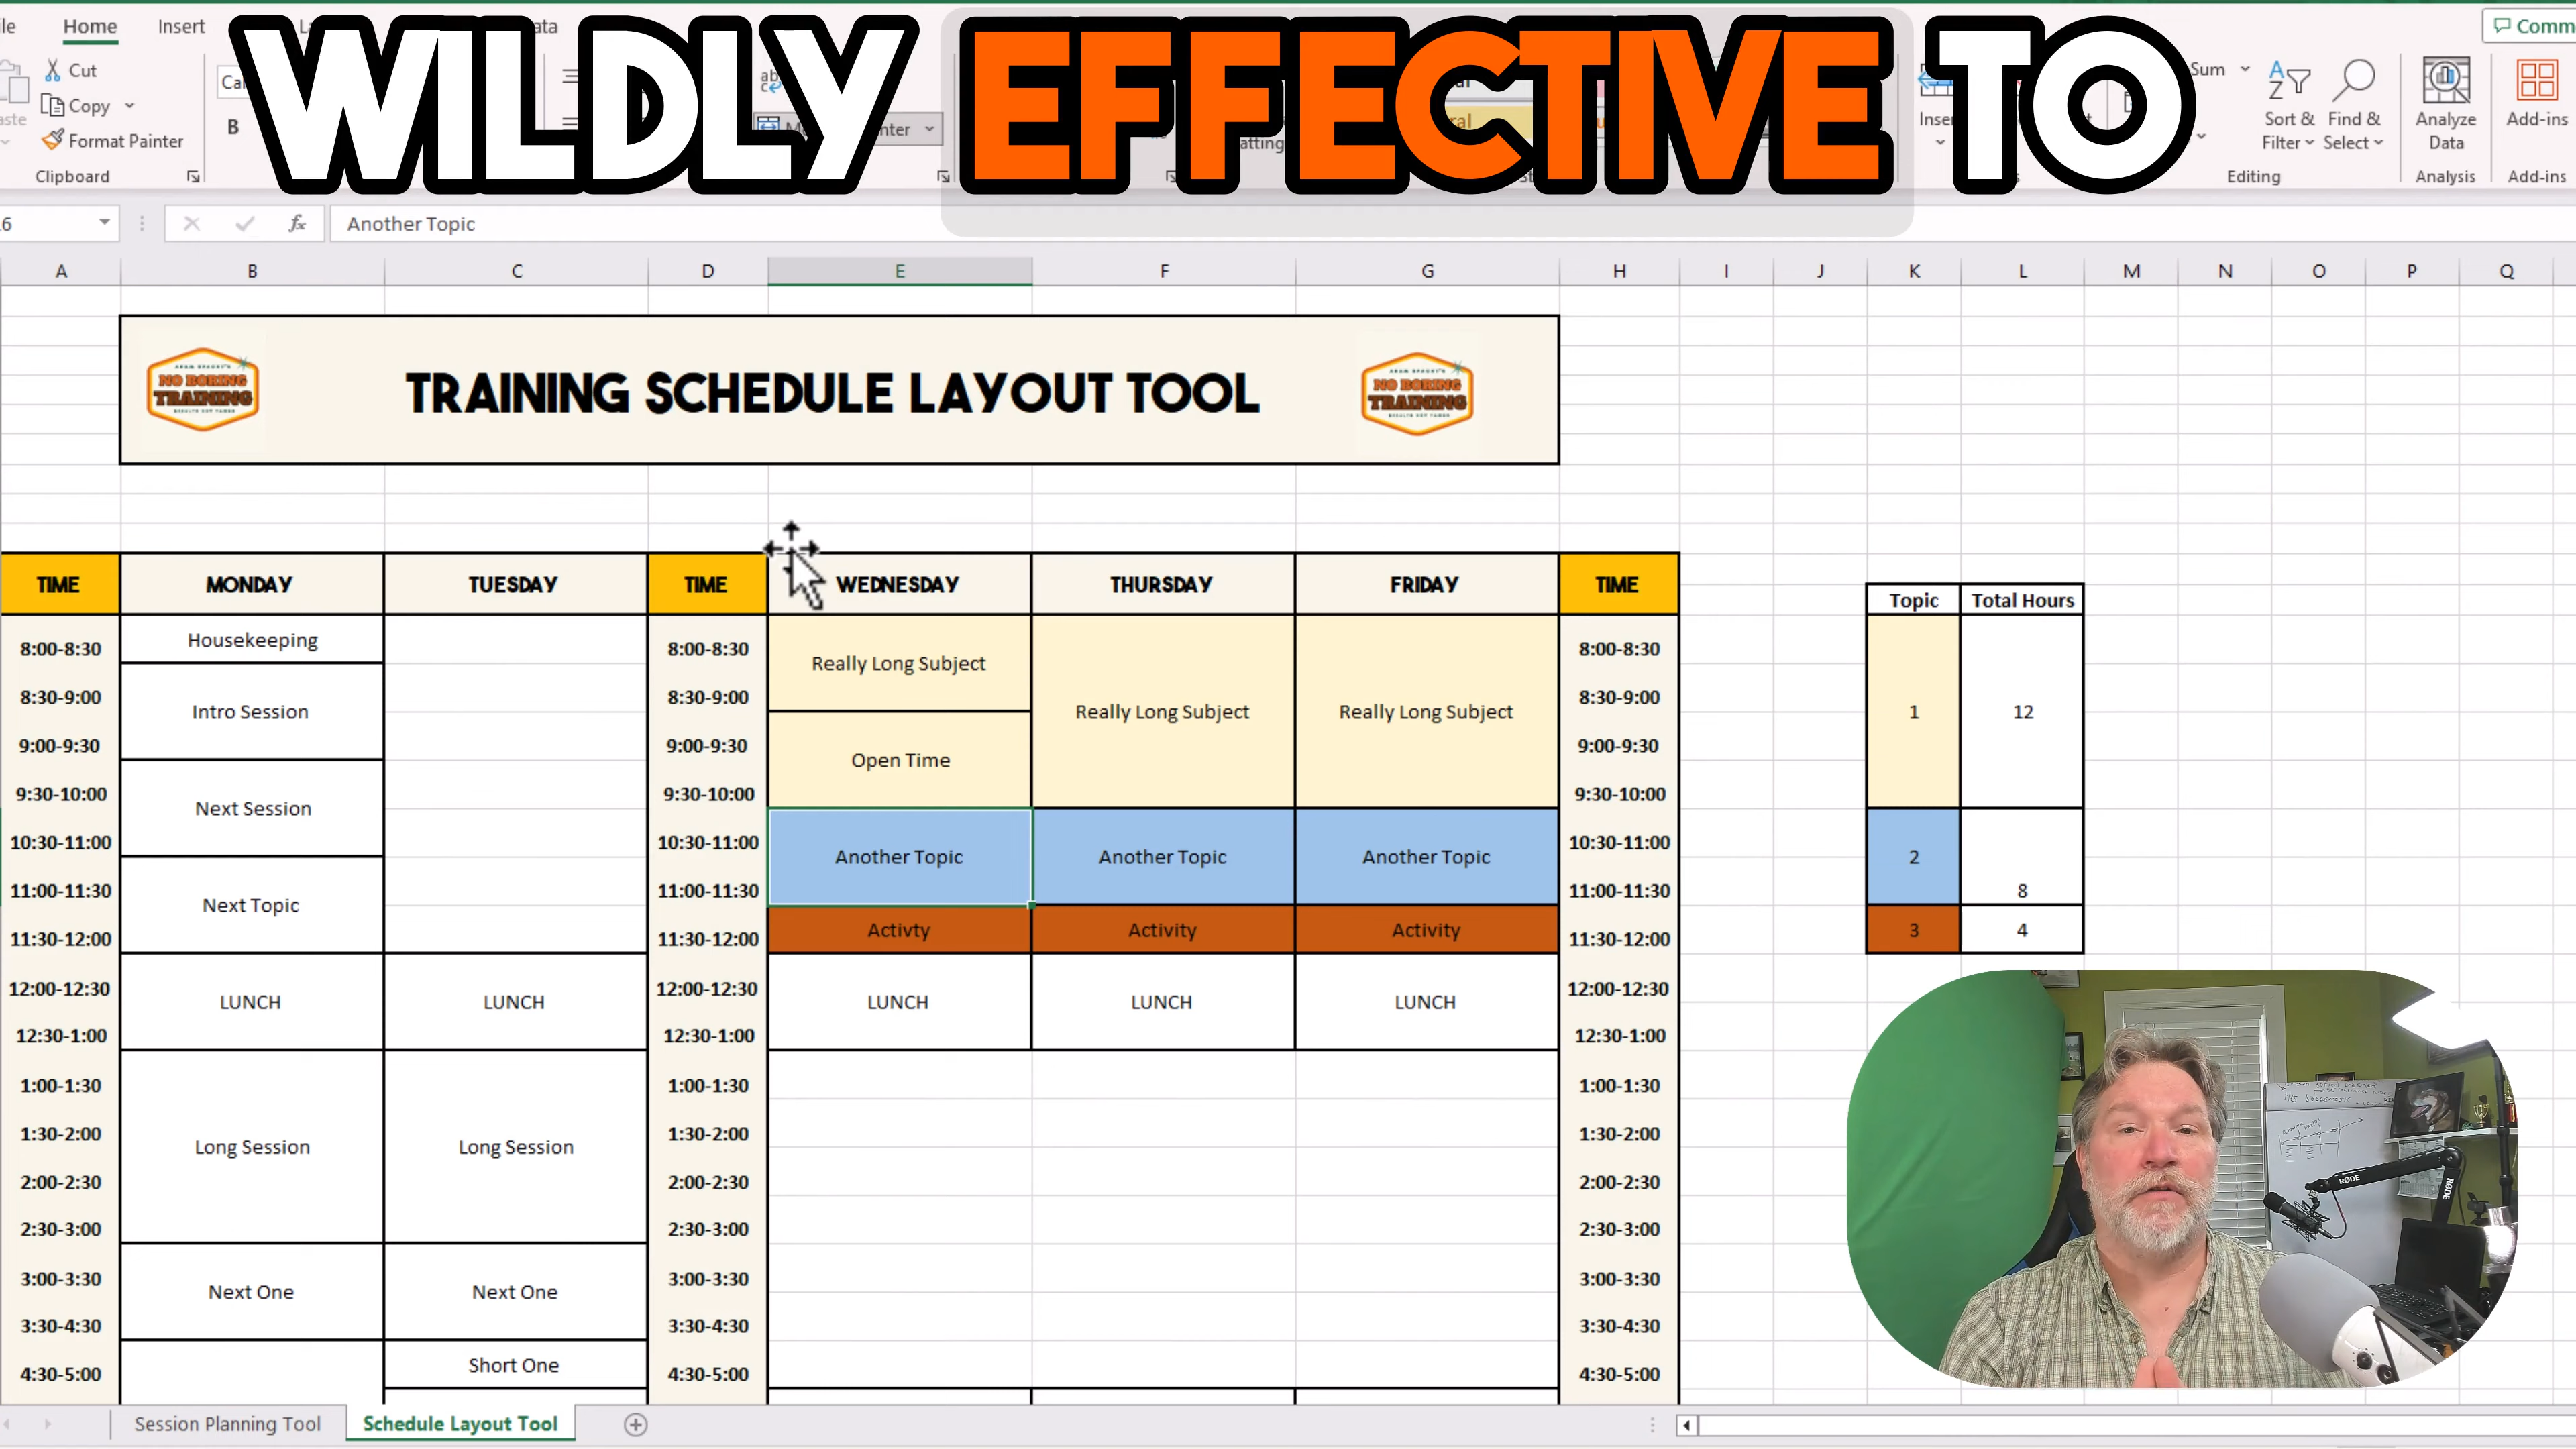 WILDLY EFFECTIVE TO
Home Insert
Comm
Cut
Copy
Format Painter
Clipboard
B
Sum
Sort & Filter
Find & Select
Analyze Data
Add-ins
Editing Analysis Add-ins
6 fx Another Topic
A B C D E F G H I J K L M N O P Q
NO BORING TRAINING
TRAINING SCHEDULE LAYOUT TOOL
NO BORING TRAINING
TIME MONDAY TUESDAY TIME WEDNESDAY THURSDAY FRIDAY TIME
Topic Total Hours
8:00-8:30 Housekeeping 8:00-8:30 Really Long Subject 8:00-8:30
8:30-9:00 Intro Session 8:30-9:00 Really Long Subject Really Long Subject 8:30-9:00 1 12
9:00-9:30 9:00-9:30 Open Time 9:00-9:30
9:30-10:00 Next Session 9:30-10:00 9:30-10:00
10:30-11:00 10:30-11:00 Another Topic Another Topic Another Topic 10:30-11:00 2
11:00-11:30 Next Topic 11:00-11:30 11:00-11:30 8
11:30-12:00 11:30-12:00 Activty Activity Activity 11:30-12:00 3 4
12:00-12:30 LUNCH LUNCH 12:00-12:30 LUNCH LUNCH LUNCH 12:00-12:30
12:30-1:00 12:30-1:00 12:30-1:00
1:00-1:30 1:00-1:30 1:00-1:30
1:30-2:00 Long Session Long Session 1:30-2:00 1:30-2:00
2:00-2:30 2:00-2:30 2:00-2:30
2:30-3:00 2:30-3:00 2:30-3:00
3:00-3:30 Next One Next One 3:00-3:30 3:00-3:30
3:30-4:30 3:30-4:30 3:30-4:30
4:30-5:00 Short One 4:30-5:00 4:30-5:00
RØDE
RØDE
Session Planning Tool Schedule Layout Tool